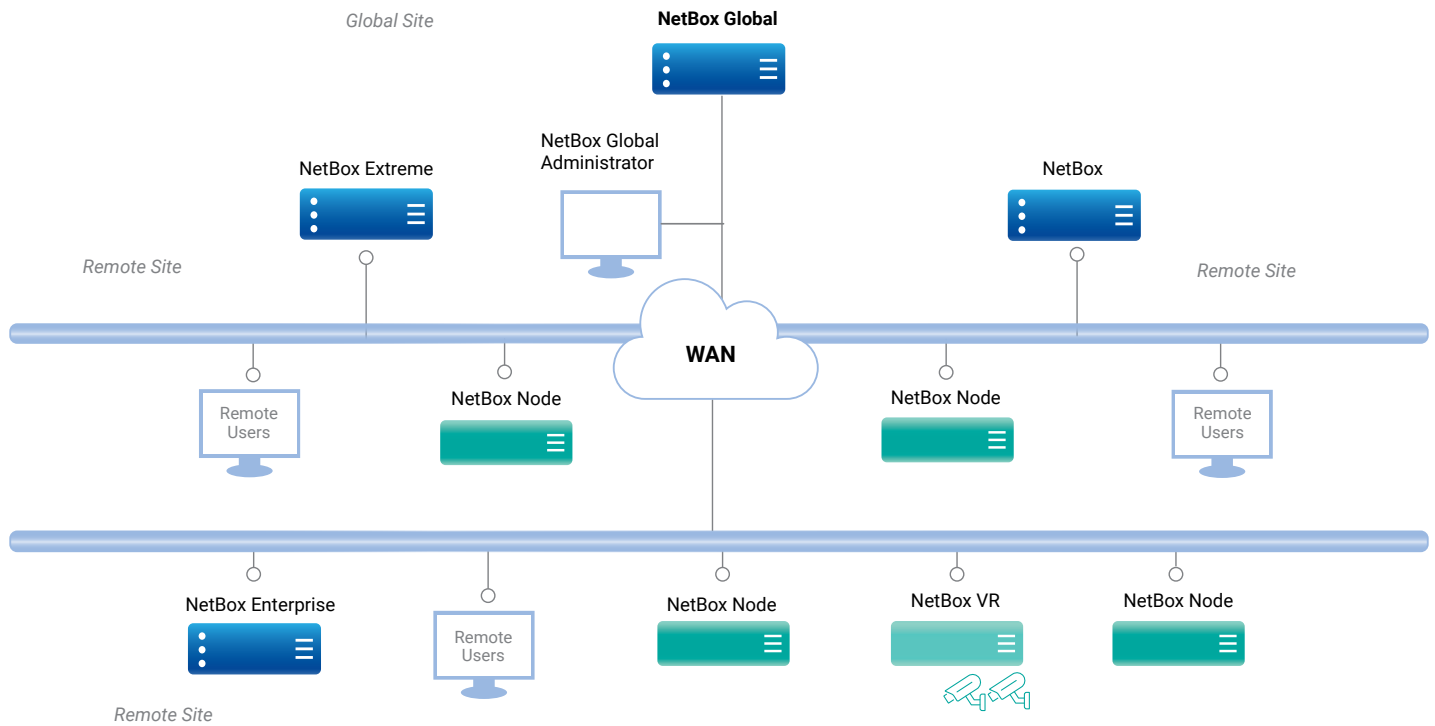 Global Site
NetBox Global
NetBox Global
Administrator
NetBox Extreme
NetBox
Remote Site
Remote Site
WAN
Remote
Users
NetBox Node
NetBox Node
Remote
Users
NetBox Enterprise
Remote
Users
NetBox Node
NetBox VR
NetBox Node
Remote Site